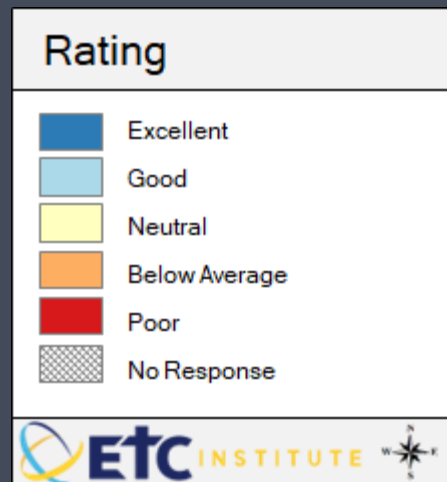 Rating
Excellent
Good
Neutral
Below Average
Poor
No Response
ETC INSTITUTE
N
W E
S